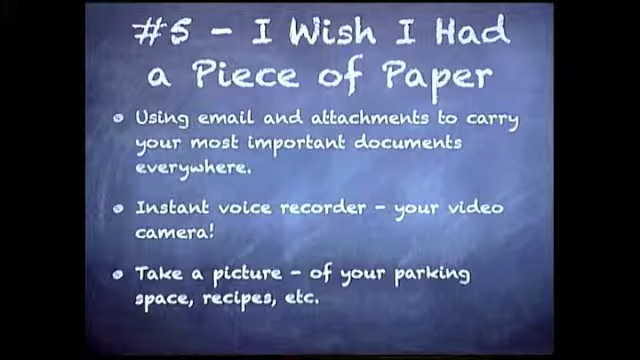 #5 - I Wish I Had
a Piece of Paper
Using email and attachments to carry
your most important documents
everywhere.
Instant voice recorder - your video
camera!
Take a picture - of your parking
space, recipes, etc.